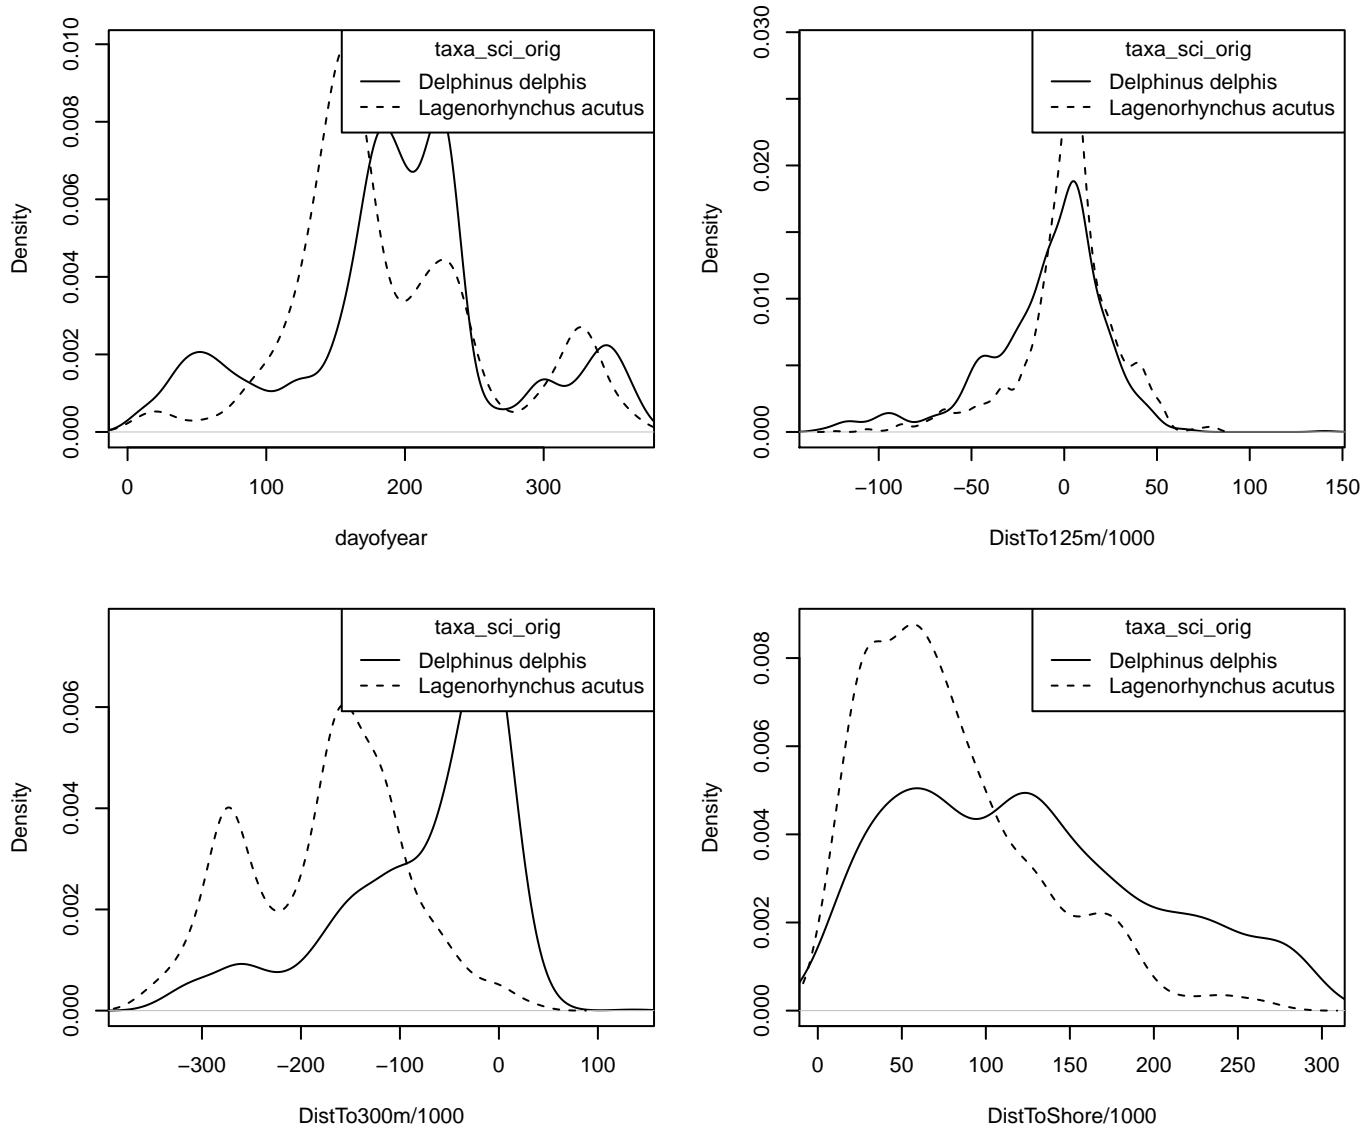 taxa_sci_orig
Delphinus delphis
Lagenorhynchus acutus
Density
0.000 0.002 0.004 0.006 0.008 0.010
0 100 200 300
dayofyear
taxa_sci_orig
Delphinus delphis
Lagenorhynchus acutus
Density
0.000 0.010 0.020 0.030
−100 −50 0 50 100 150
DistTo125m/1000
taxa_sci_orig
Delphinus delphis
Lagenorhynchus acutus
Density
0.000 0.002 0.004 0.006
−300 −200 −100 0 100
DistTo300m/1000
taxa_sci_orig
Delphinus delphis
Lagenorhynchus acutus
Density
0.000 0.002 0.004 0.006 0.008
0 50 100 150 200 250 300
DistToShore/1000